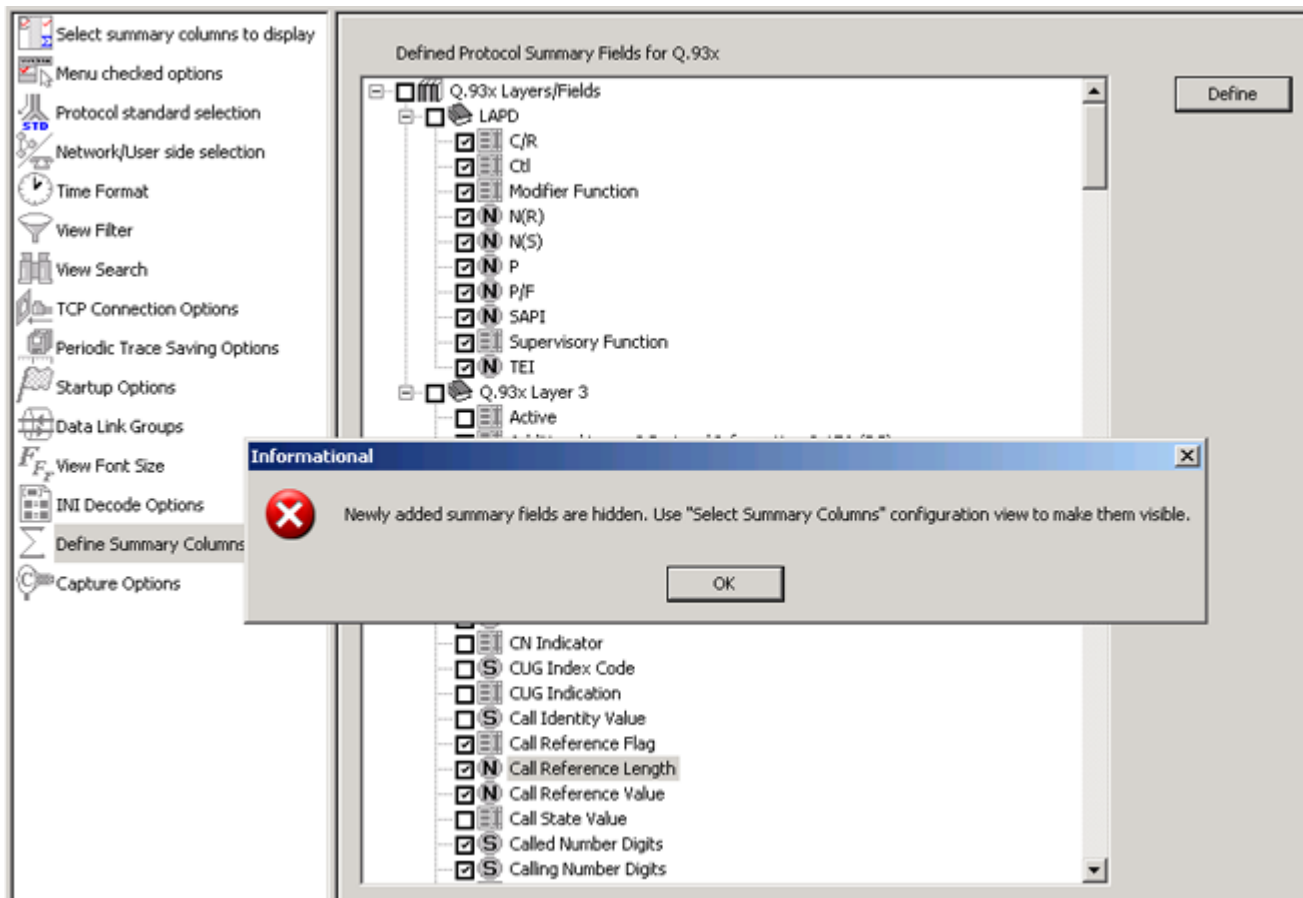 Select summary columns to display
Menu checked options
STD
Protocol standard selection
Network/User side selection
Time Format
View Filter
View Search
TCP Connection Options
Periodic Trace Saving Options
Startup Options
Data Link Groups
View Font Size
INI Decode Options
Define Summary Columns
Capture Options
Defined Protocol Summary Fields for Q.93x
Define
Q.93x Layers/Fields
LAPD
C/R
Ctl
Modifier Function
N N(R)
N N(S)
N P
N P/F
N SAPI
Supervisory Function
N TEI
Q.93x Layer 3
Active
Informational
Newly added summary fields are hidden. Use "Select Summary Columns" configuration view to make them visible.
OK
CN Indicator
S CUG Index Code
CUG Indication
S Call Identity Value
Call Reference Flag
N Call Reference Length
N Call Reference Value
Call State Value
S Called Number Digits
S Calling Number Digits